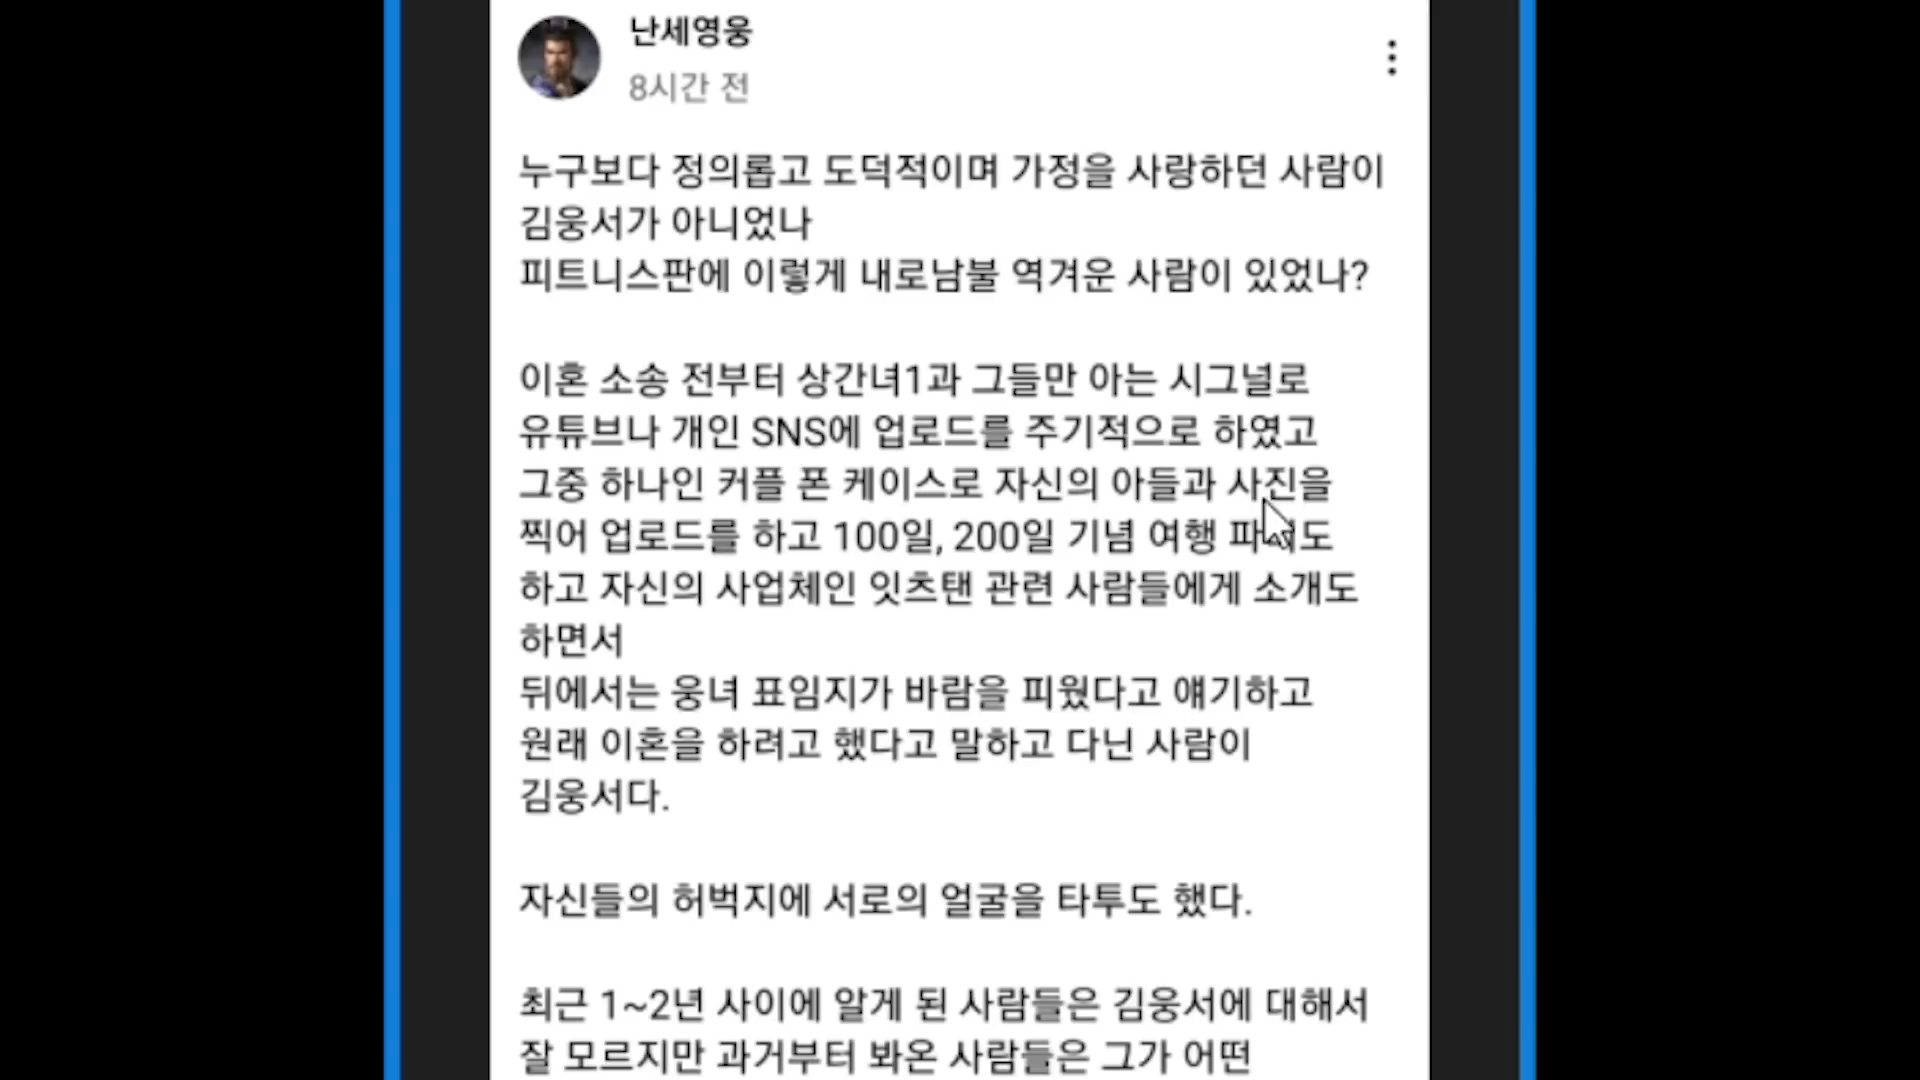 난세영웅
8시간 전
누구보다 정의롭고 도덕적이며 가정을 사랑하던 사람이
김웅서가 아니었나
피트니스판에 이렇게 내로남불 역겨운 사람이 있었나?
이혼 소송 전부터 상간녀1과 그들만 아는 시그널로
유튜브나 개인 SNS에 업로드를 주기적으로 하였고
그중 하나인 커플 폰 케이스로 자신의 아들과 사진을
찍어 업로드를 하고 100일, 200일 기념 여행
하고 자신의 사업체인 잇츠탠 관련 사람들에게 소개도
하면서
뒤에서는 웅녀 표임지가 바람을 피웠다고 얘기하고
원래 이혼을 하려고 했다고 말하고 다닌 사람이
김웅서다.
자신들의 허벅지에 서로의 얼굴을 타투도 했다.
최근 1~2년 사이에 알게 된 사람들은 김웅서에 대해서
잘 모르지만 과거부터 봐온 사람들은 그가 어떤